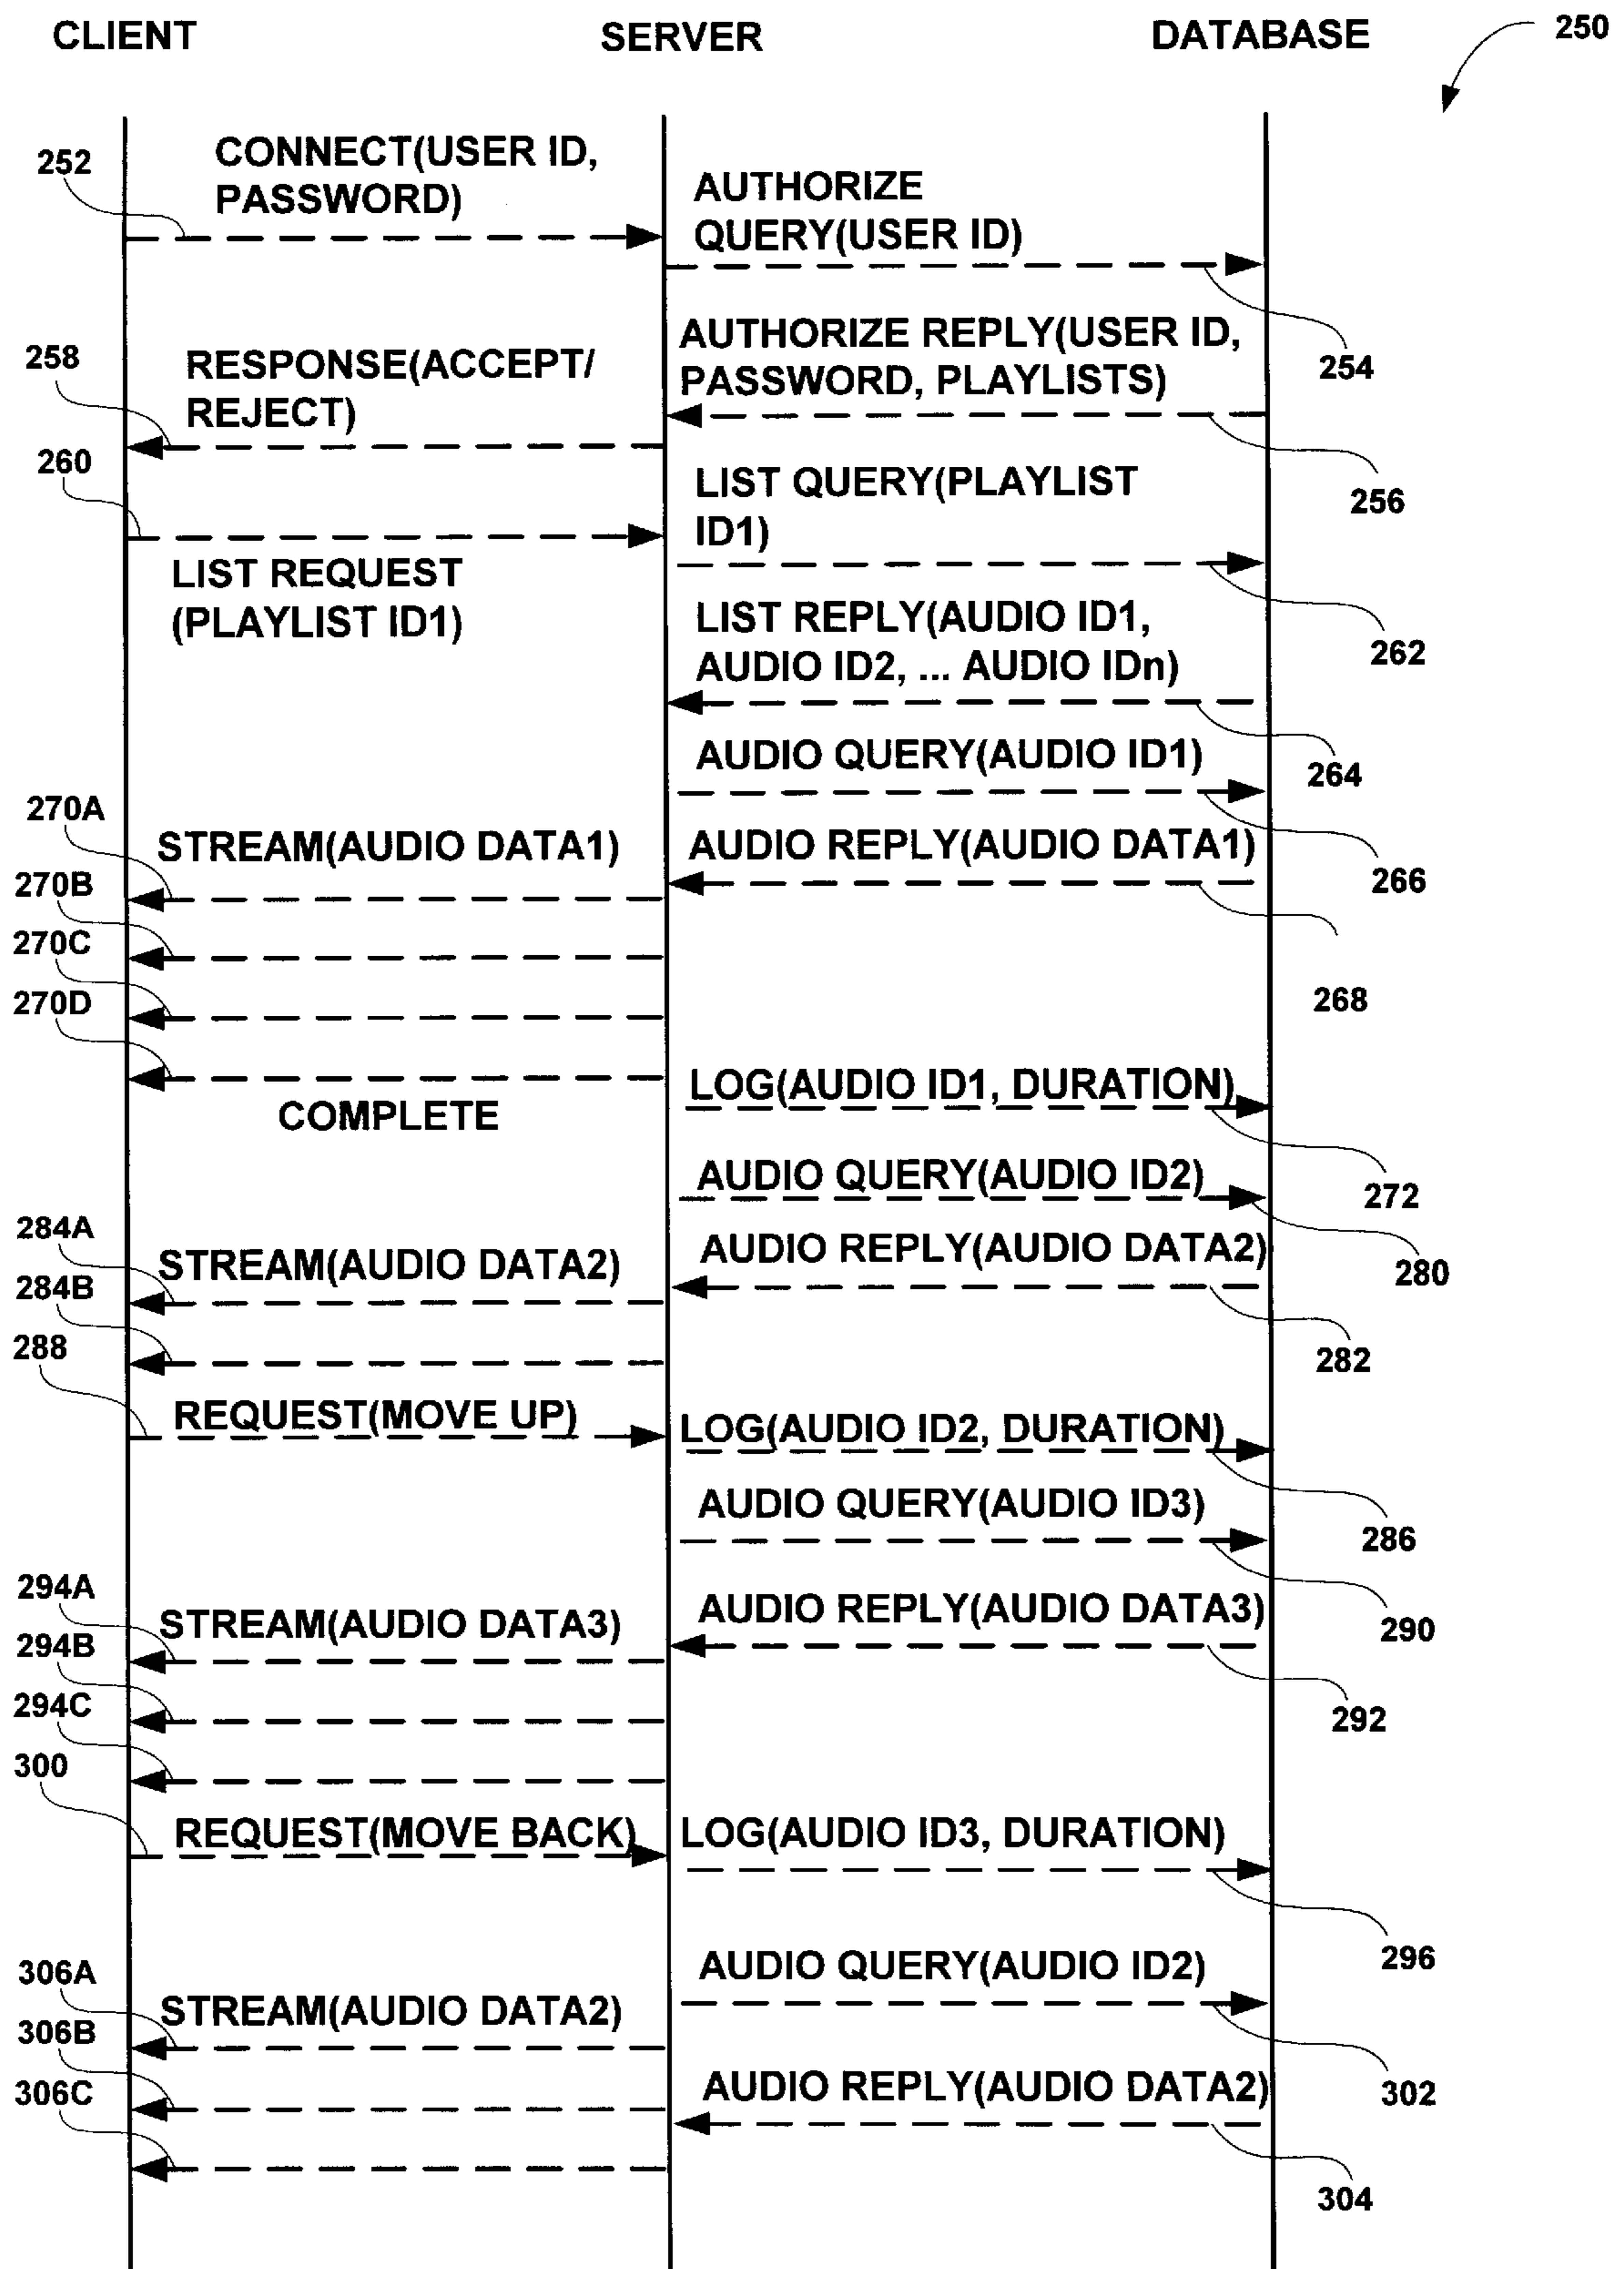 CLIENT
SERVER
DATABASE
250
252
CONNECT(USER ID,
PASSWORD)
AUTHORIZE
QUERY(USER ID)
254
AUTHORIZE REPLY(USER ID,
PASSWORD, PLAYLISTS)
256
258
RESPONSE(ACCEPT/
REJECT)
260
LIST REQUEST
(PLAYLIST ID1)
LIST QUERY(PLAYLIST
ID1)
262
LIST REPLY(AUDIO ID1,
AUDIO ID2, ... AUDIO IDn)
264
AUDIO QUERY(AUDIO ID1)
266
270A
STREAM(AUDIO DATA1)
AUDIO REPLY(AUDIO DATA1)
268
270B
270C
270D
COMPLETE
LOG(AUDIO ID1, DURATION)
272
AUDIO QUERY(AUDIO ID2)
280
284A
STREAM(AUDIO DATA2)
AUDIO REPLY(AUDIO DATA2)
282
284B
288
REQUEST(MOVE UP)
LOG(AUDIO ID2, DURATION)
286
AUDIO QUERY(AUDIO ID3)
290
294A
STREAM(AUDIO DATA3)
AUDIO REPLY(AUDIO DATA3)
292
294B
294C
300
REQUEST(MOVE BACK)
LOG(AUDIO ID3, DURATION)
296
AUDIO QUERY(AUDIO ID2)
302
306A
STREAM(AUDIO DATA2)
306B
AUDIO REPLY(AUDIO DATA2)
304
306C